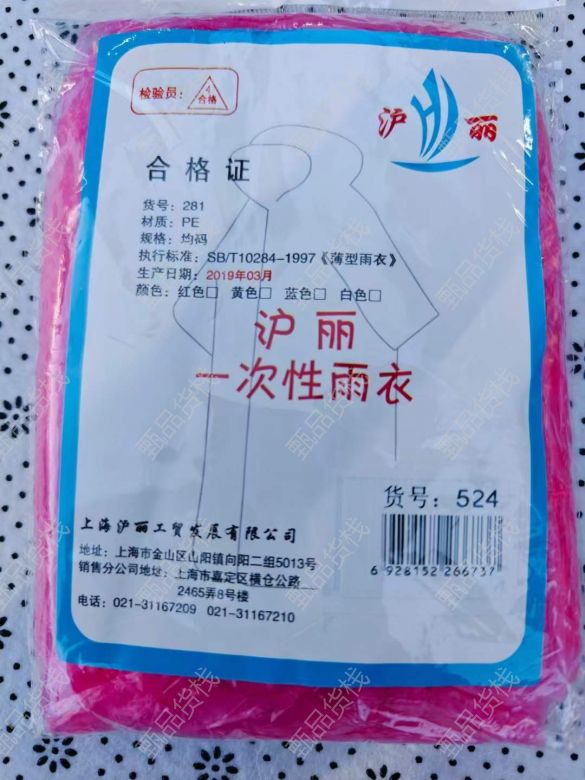 检验员：
合格
沪丽
合格证
货号：281
材质：PE
规格：均码
执行标准：SB/T10284-1997《薄型雨衣》
生产日期：2019年03月
颜色：红色□ 黄色□ 蓝色□ 白色□
沪丽
一次性雨衣
货号：524
6 928152 266737
上海沪丽工贸发展有限公司
地址：上海市金山区山阳镇向阳二组5013号
销售分公司地址：上海市嘉定区横仓公路
2465弄8号楼
电话：021-31167209 021-31167210
甄品货栈